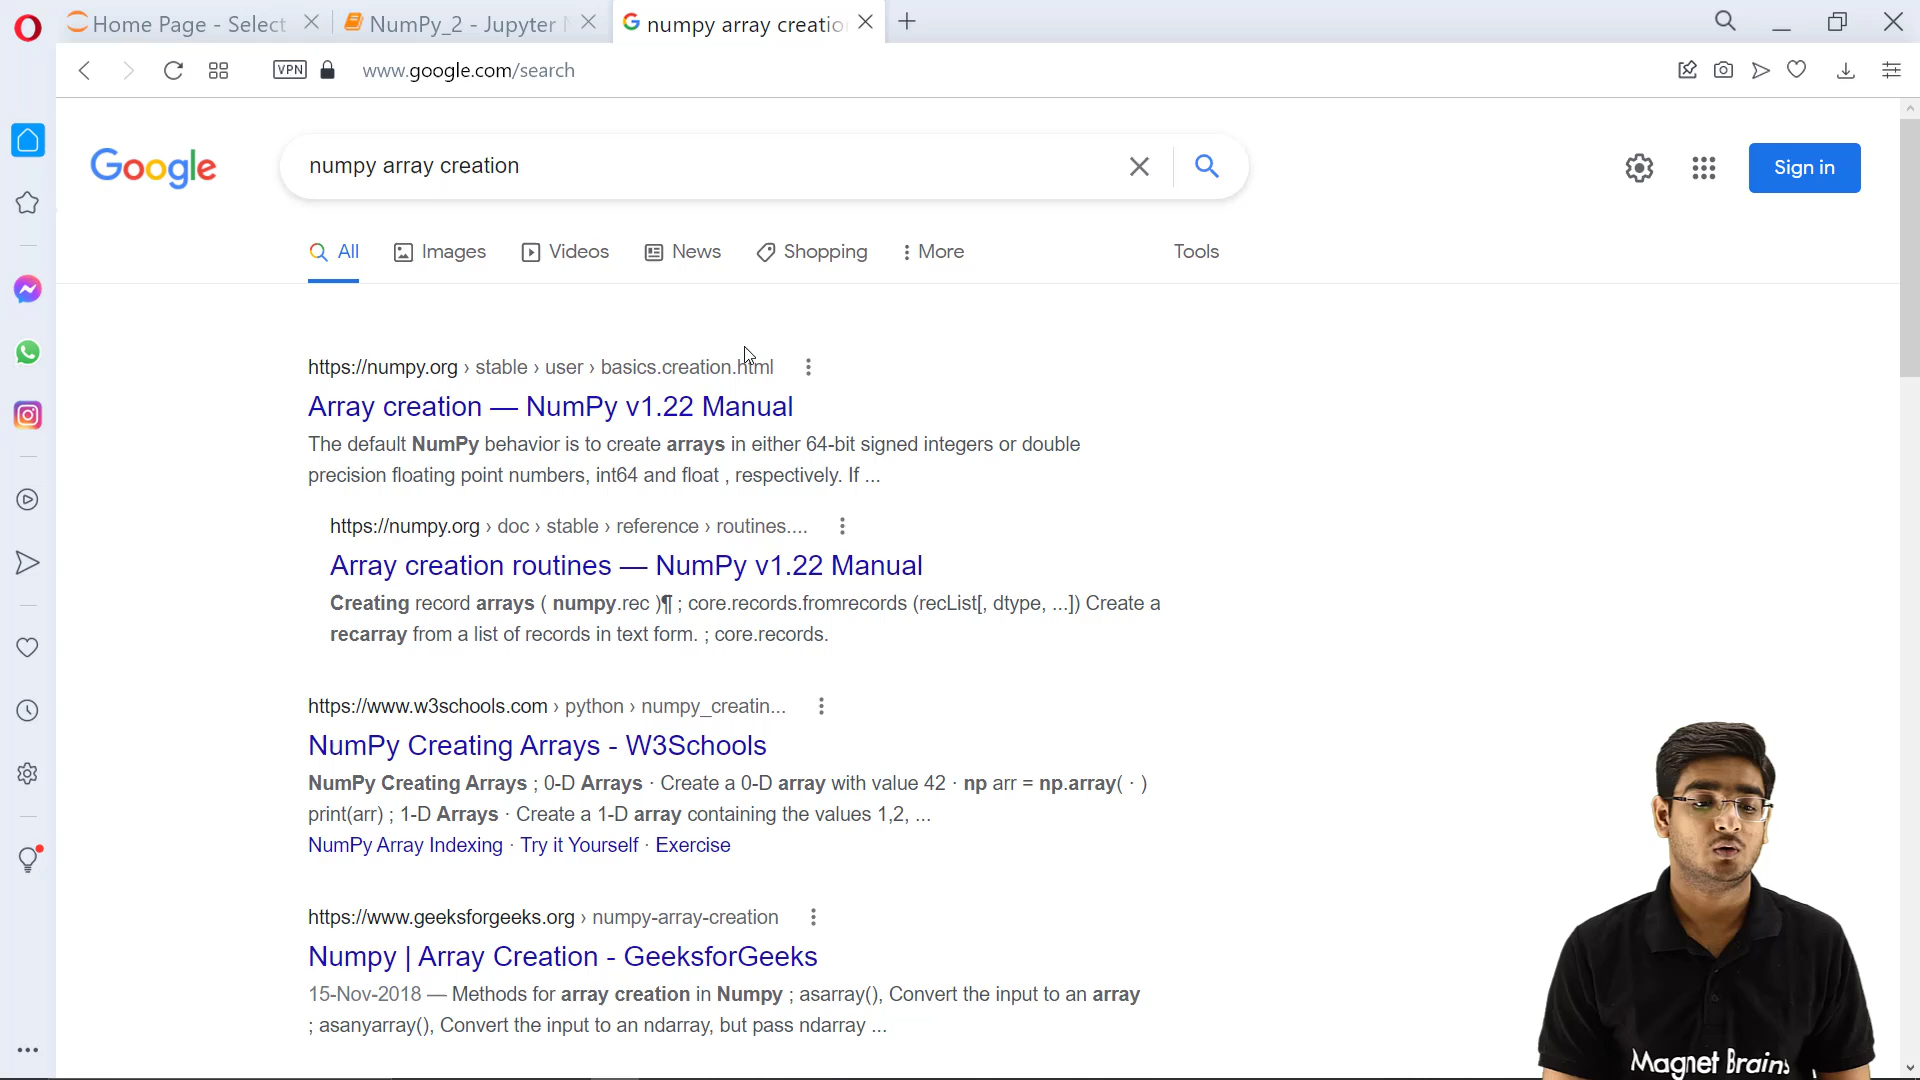 Home Page - Select
NumPy_2 - Jupyter
numpy array creatio
VPN
www.google.com/search
Google
numpy array creation
Sign in
All
Images
Videos
News
Shopping
More
Tools
https://numpy.org › stable › user › basics.creation.html
Array creation — NumPy v1.22 Manual
The default NumPy behavior is to create arrays in either 64-bit signed integers or double
precision floating point numbers, int64 and float , respectively. If ...
https://numpy.org › doc › stable › reference › routines....
Array creation routines — NumPy v1.22 Manual
Creating record arrays ( numpy.rec )¶ ; core.records.fromrecords (recList[, dtype, ...]) Create a
recarray from a list of records in text form. ; core.records.
https://www.w3schools.com › python › numpy_creatin...
NumPy Creating Arrays - W3Schools
NumPy Creating Arrays ; 0-D Arrays · Create a 0-D array with value 42 · np arr = np.array( · )
print(arr) ; 1-D Arrays · Create a 1-D array containing the values 1,2, ...
NumPy Array Indexing · Try it Yourself · Exercise
https://www.geeksforgeeks.org › numpy-array-creation
Numpy | Array Creation - GeeksforGeeks
15-Nov-2018 — Methods for array creation in Numpy ; asarray(), Convert the input to an array
; asanyarray(), Convert the input to an ndarray, but pass ndarray ...
Magnet Brains